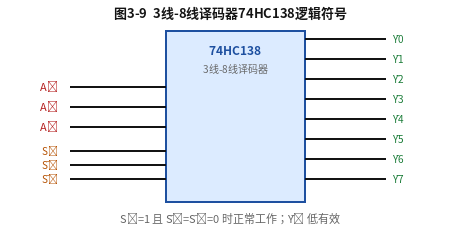 图3-9 3线-8线译码器74HC138逻辑符号
74HC138
3线-8线译码器
Y0
Y1
Y2
Y3
Y4
Y5
Y6
Y7
A
A
A
S
S
S
S=1 且 S=S=0 时正常工作；Y 低有效